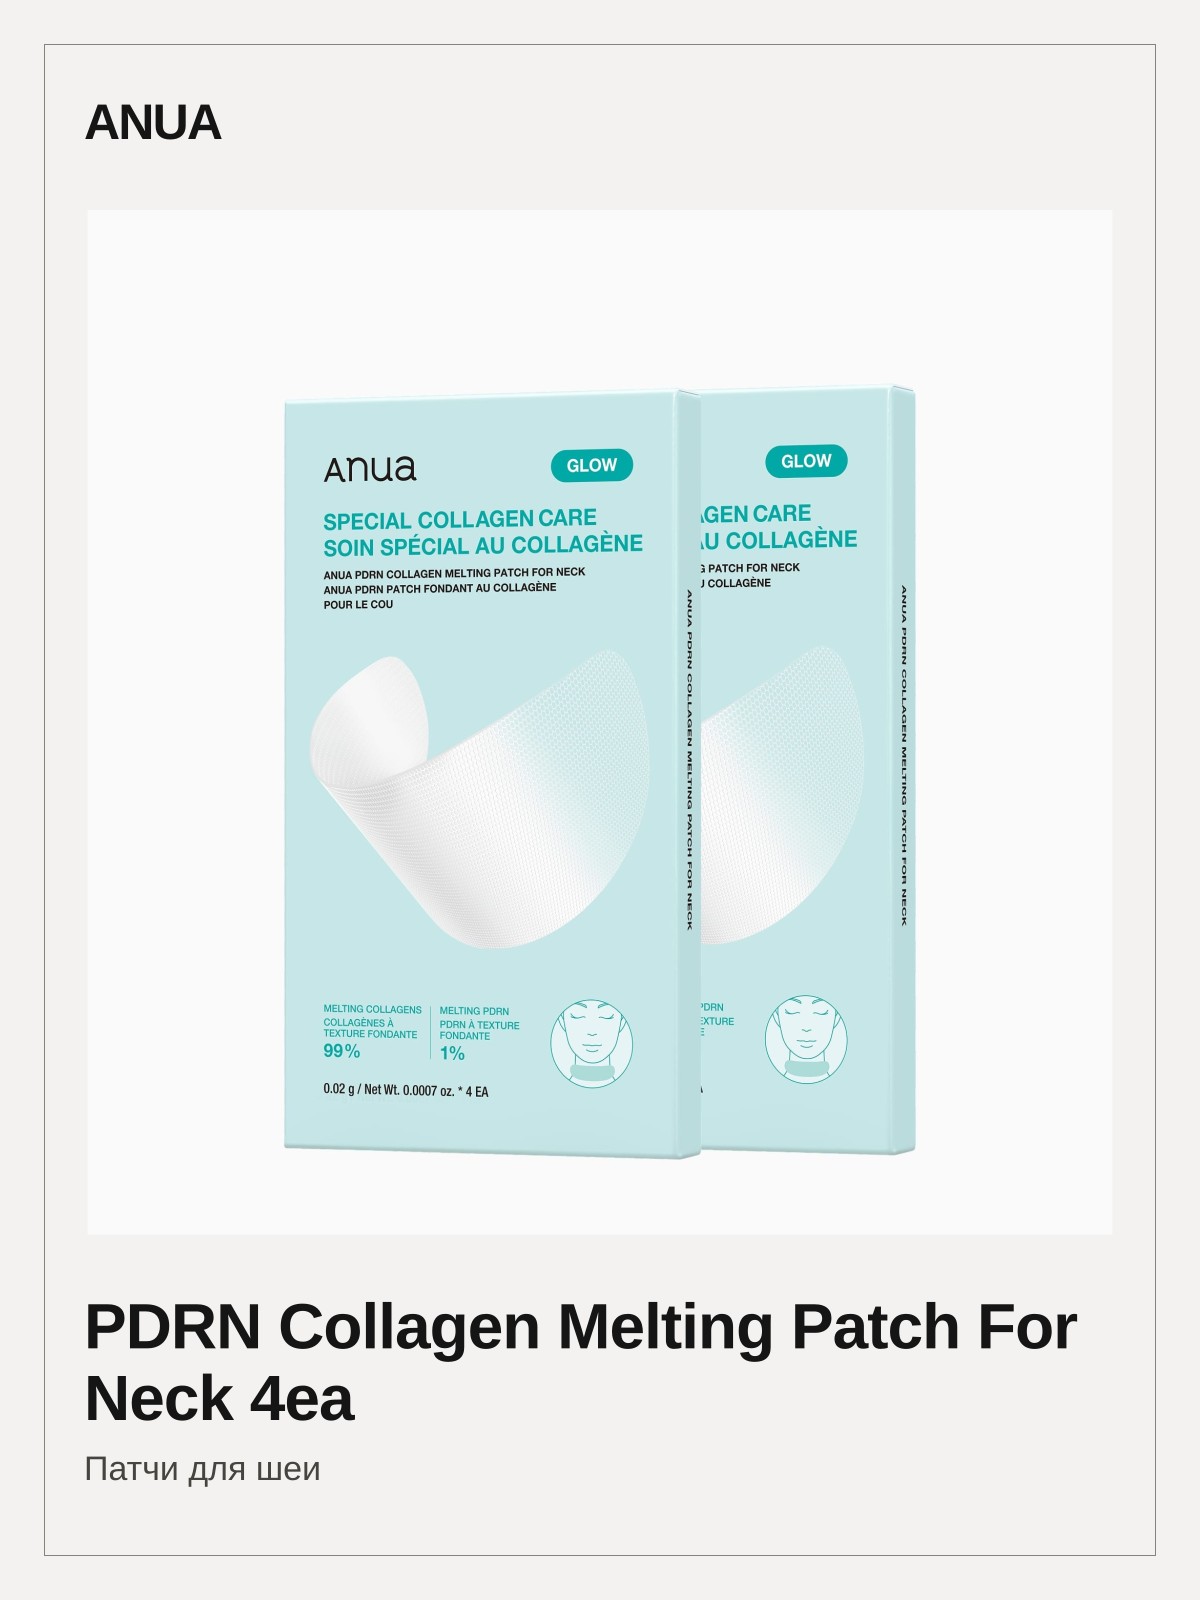 ANUA
Anua
GLOW
SPECIAL COLLAGEN CARE
SOIN SPÉCIAL AU COLLAGÈNE
ANUA PDRN COLLAGEN MELTING PATCH FOR NECK
ANUA PDRN PATCH FONDANT AU COLLAGÈNE
POUR LE COU
MELTING COLLAGENS
COLLAGÈNES À
TEXTURE FONDANTE
99%
MELTING PDRN
PDRN À TEXTURE
FONDANTE
1%
0.02 g / Net Wt. 0.0007 oz. * 4 EA
ANUA PDRN COLLAGEN MELTING PATCH FOR NECK
GLOW
AGEN CARE
AU COLLAGÈNE
G PATCH FOR NECK
U COLLAGÈNE
PDRN
EXTURE
E
ANUA PDRN COLLAGEN MELTING PATCH FOR NECK
PDRN Collagen Melting Patch For
Neck 4ea
Патчи для шеи